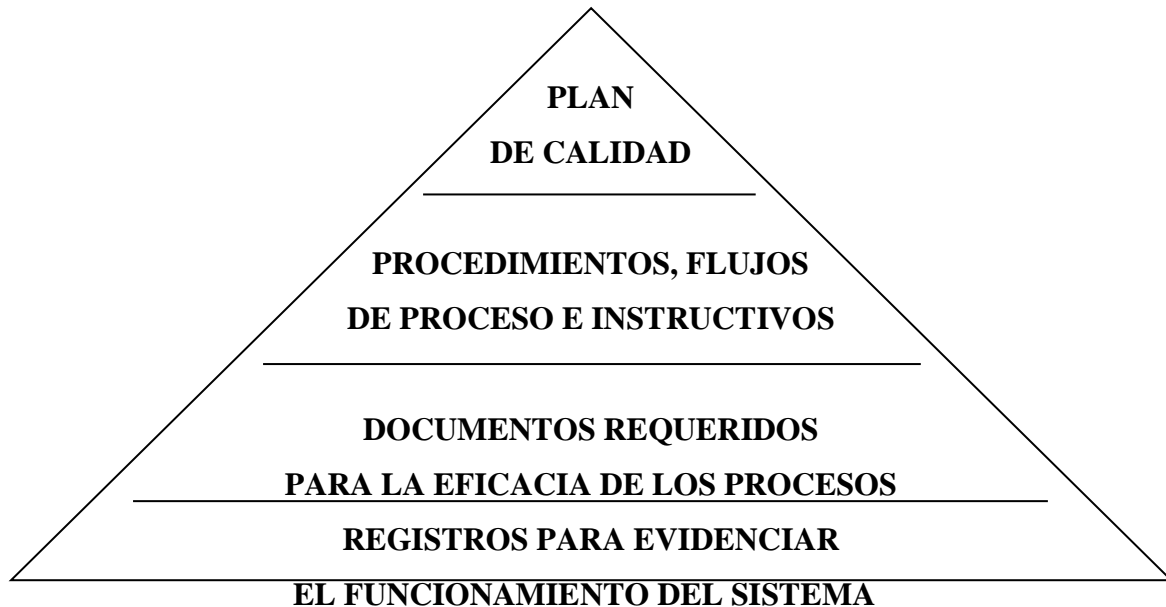 PLAN
DE CALIDAD
PROCEDIMIENTOS, FLUJOS
DE PROCESO E INSTRUCTIVOS
DOCUMENTOS REQUERIDOS
PARA LA EFICACIA DE LOS PROCESOS
REGISTROS PARA EVIDENCIAR
EL FUNCIONAMIENTO DEL SISTEMA